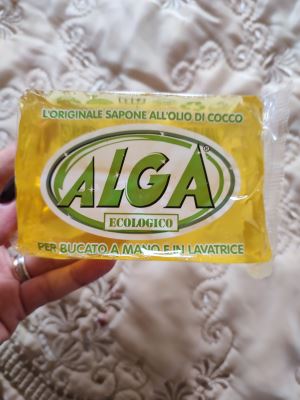 L'ORIGINALE SAPONE ALL'OLIO DI COCCO
ALGA®
ECOLOGICO
PER BUCATO A MANO E IN LAVATRICE